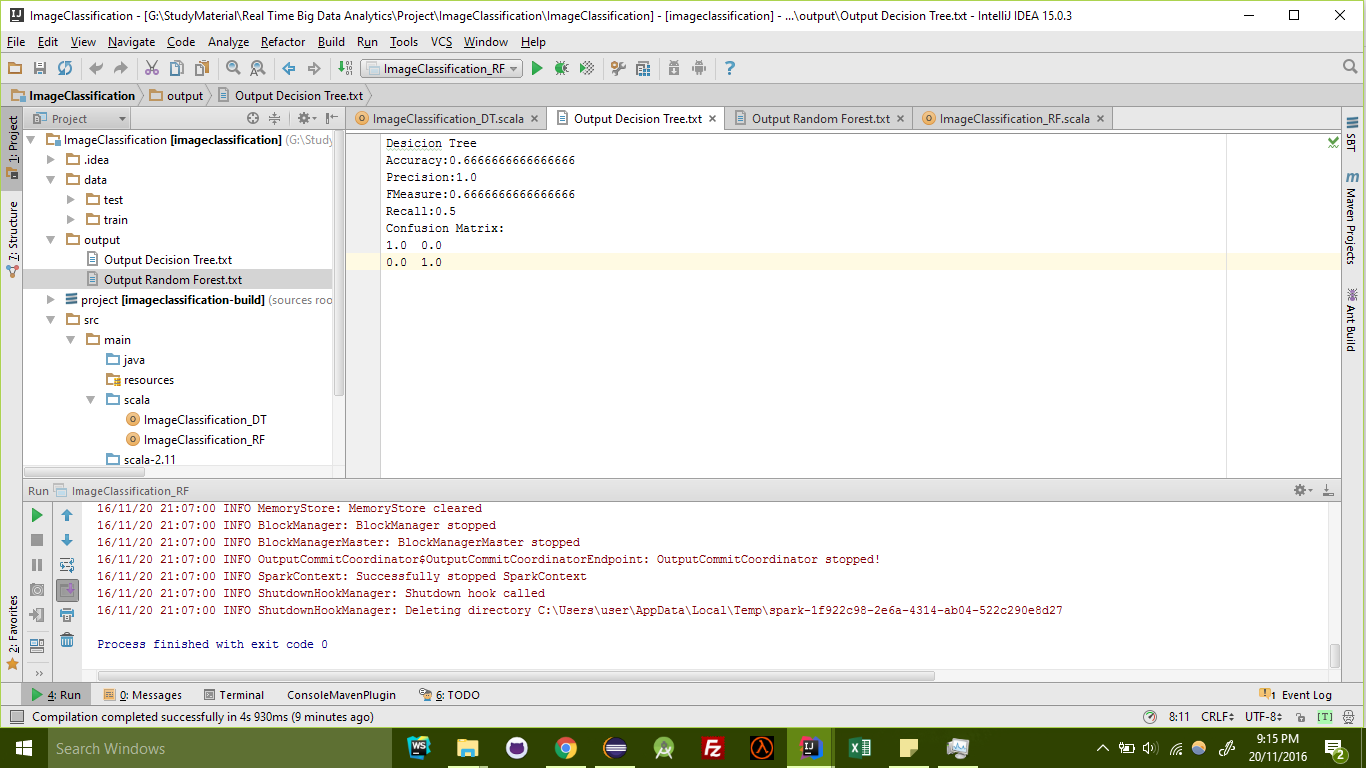 ImageClassification - [G:\StudyMaterial\Real Time Big Data Analytics\Project\ImageClassification\ImageClassification] - [imageclassification] - ...\output\Output Decision Tree.txt - IntelliJ IDEA 15.0.3
File Edit View Navigate Code Analyze Refactor Build Run Tools VCS Window Help
ImageClassification_RF
ImageClassification output Output Decision Tree.txt
Project
ImageClassification_DT.scala Output Decision Tree.txt Output Random Forest.txt ImageClassification_RF.scala
1: Project
7: Structure
2: Favorites
ImageClassification [imageclassification] (G:\Study
.idea
data
test
train
output
Output Decision Tree.txt
Output Random Forest.txt
project [imageclassification-build] (sources roo
src
main
java
resources
scala
ImageClassification_DT
ImageClassification_RF
scala-2.11
Desicion Tree
Accuracy:0.6666666666666666
Precision:1.0
FMeasure:0.6666666666666666
Recall:0.5
Confusion Matrix:
1.0 0.0
0.0 1.0
SBT
Maven Projects
Ant Build
Run ImageClassification_RF
16/11/20 21:07:00 INFO MemoryStore: MemoryStore cleared
16/11/20 21:07:00 INFO BlockManager: BlockManager stopped
16/11/20 21:07:00 INFO BlockManagerMaster: BlockManagerMaster stopped
16/11/20 21:07:00 INFO OutputCommitCoordinator$OutputCommitCoordinatorEndpoint: OutputCommitCoordinator stopped!
16/11/20 21:07:00 INFO SparkContext: Successfully stopped SparkContext
16/11/20 21:07:00 INFO ShutdownHookManager: Shutdown hook called
16/11/20 21:07:00 INFO ShutdownHookManager: Deleting directory C:\Users\user\AppData\Local\Temp\spark-1f922c98-2e6a-4314-ab04-522c290e8d27
Process finished with exit code 0
4: Run 0: Messages Terminal ConsoleMavenPlugin 6: TODO 1 Event Log
Compilation completed successfully in 4s 930ms (9 minutes ago) 8:11 CRLF UTF-8 [T]
Search Windows
WS
Fz
IJ
9:15 PM
20/11/2016
2